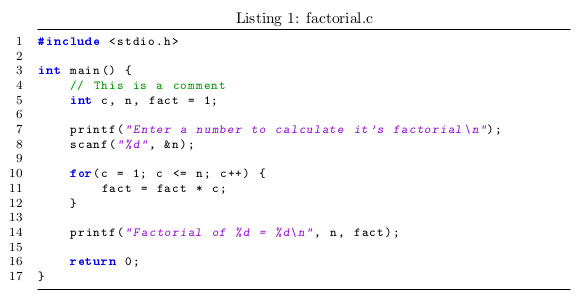 Listing 1: factorial.c
1 #include <stdio.h>
2
3 int main() {
4     // This is a comment
5     int c, n, fact = 1;
6
7     printf("Enter a number to calculate it's factorial\n");
8     scanf("%d", &n);
9
10     for(c = 1; c <= n; c++) {
11         fact = fact * c;
12     }
13
14     printf("Factorial of %d = %d\n", n, fact);
15
16     return 0;
17 }